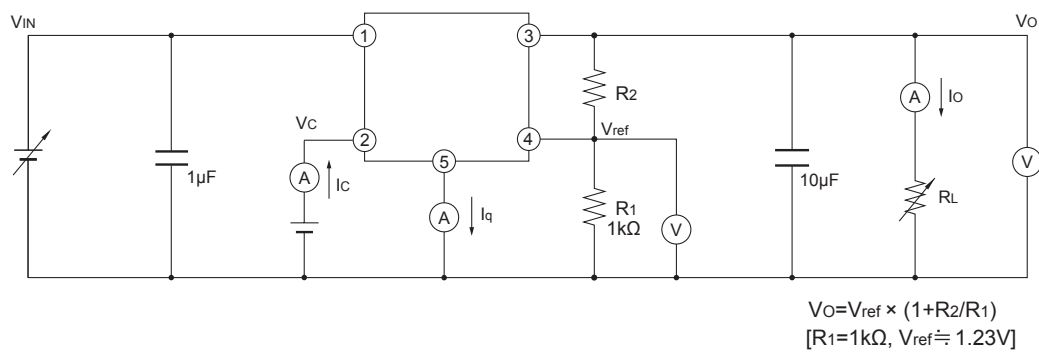 VIN
1
3
VO
R2
A
IO
VC
2
4
Vref
5
1µF
A
IC
A
Iq
R1
1kΩ
V
10µF
RL
V
VO=Vref × (1+R2/R1)
[R1=1kΩ, Vref≒1.23V]